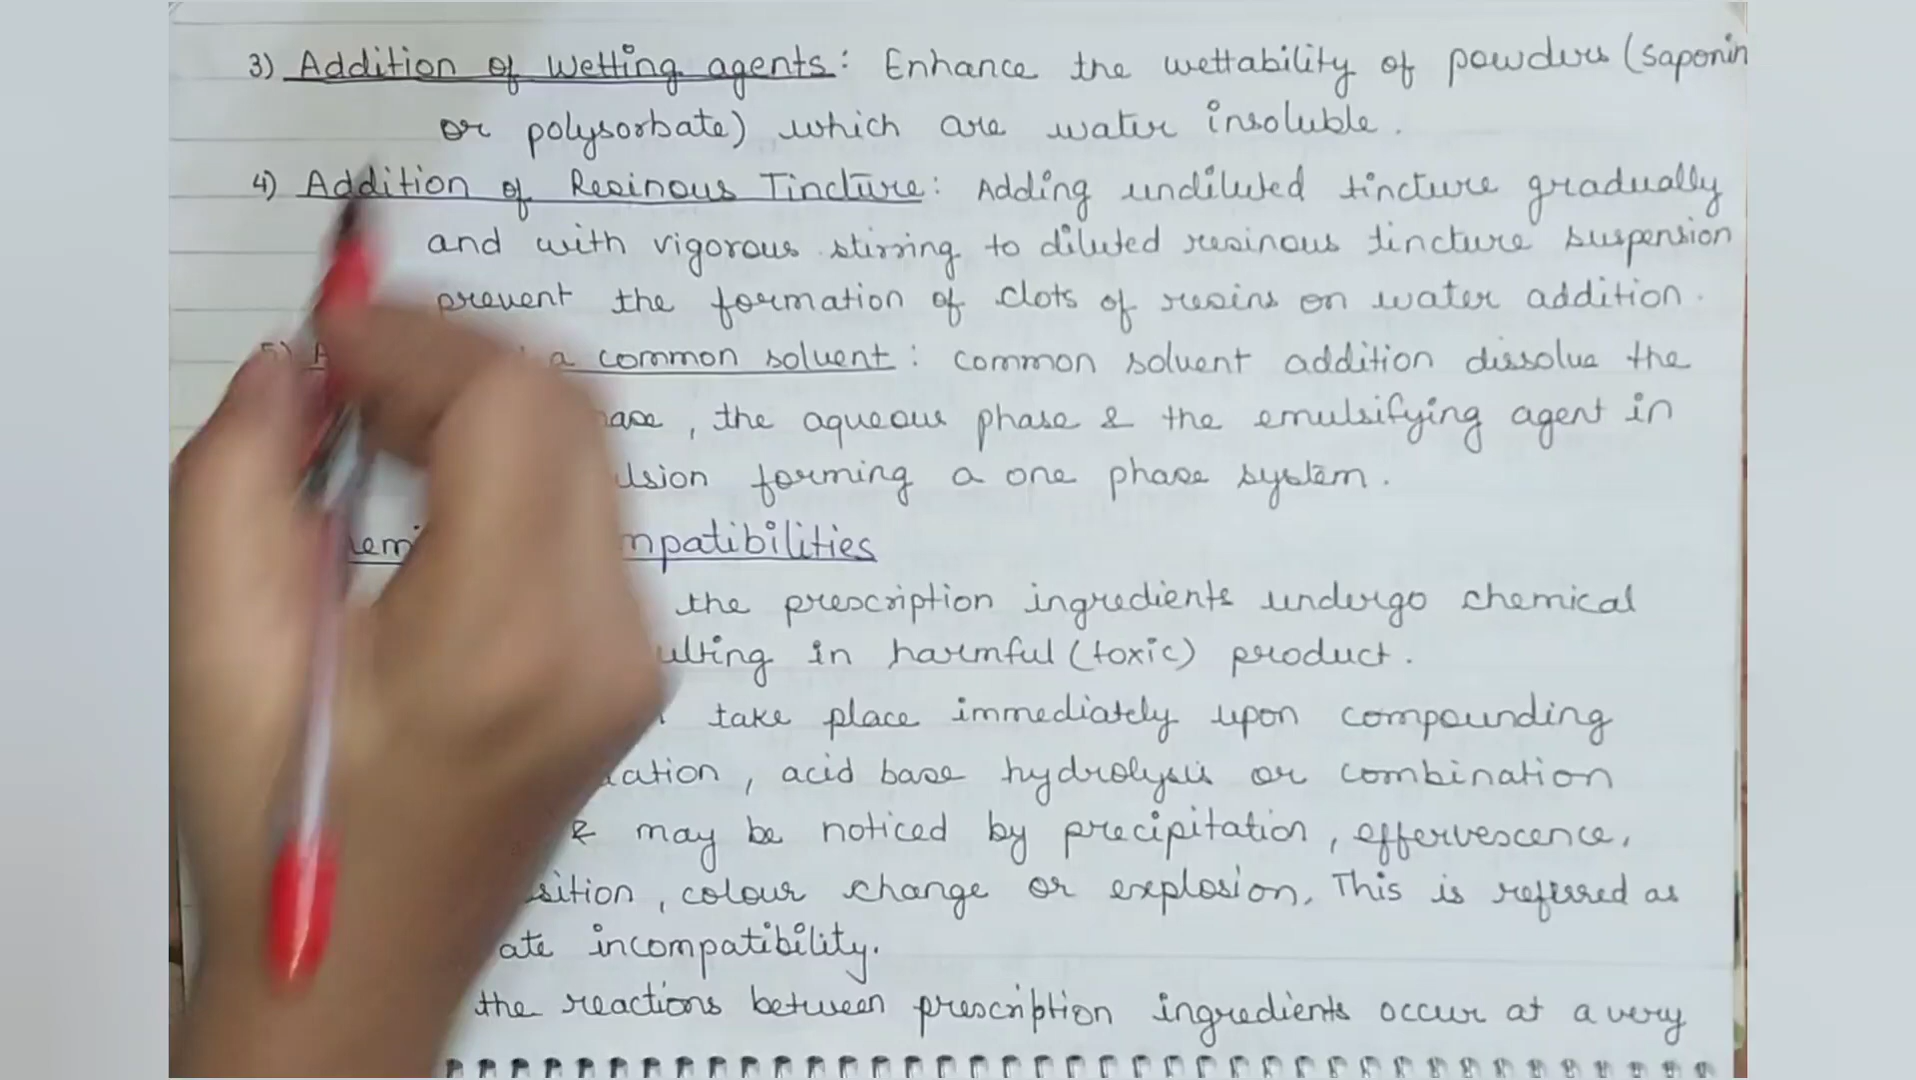 3) Addition of Wetting agents: Enhance the wettability of powders (saponin
or polysorbate) which are water insoluble.
4) Addition of Resinous Tincture: Adding undiluted tincture gradually
and with vigorous stirring to diluted resinous tincture suspension
prevent the formation of clots of resins on water addition.
5) a common solvent: common solvent addition dissolve the
, the aqueous phase & the emulsifying agent in
forming a one phase system.
the prescription ingredients undergo chemical
in harmful (toxic) product.
take place immediately upon compounding
, acid base hydrolysis or combination
& may be noticed by precipitation, effervescence,
, colour change or explosion. This is referred as
incompatibility.
the reactions between prescription ingredients occur at a very